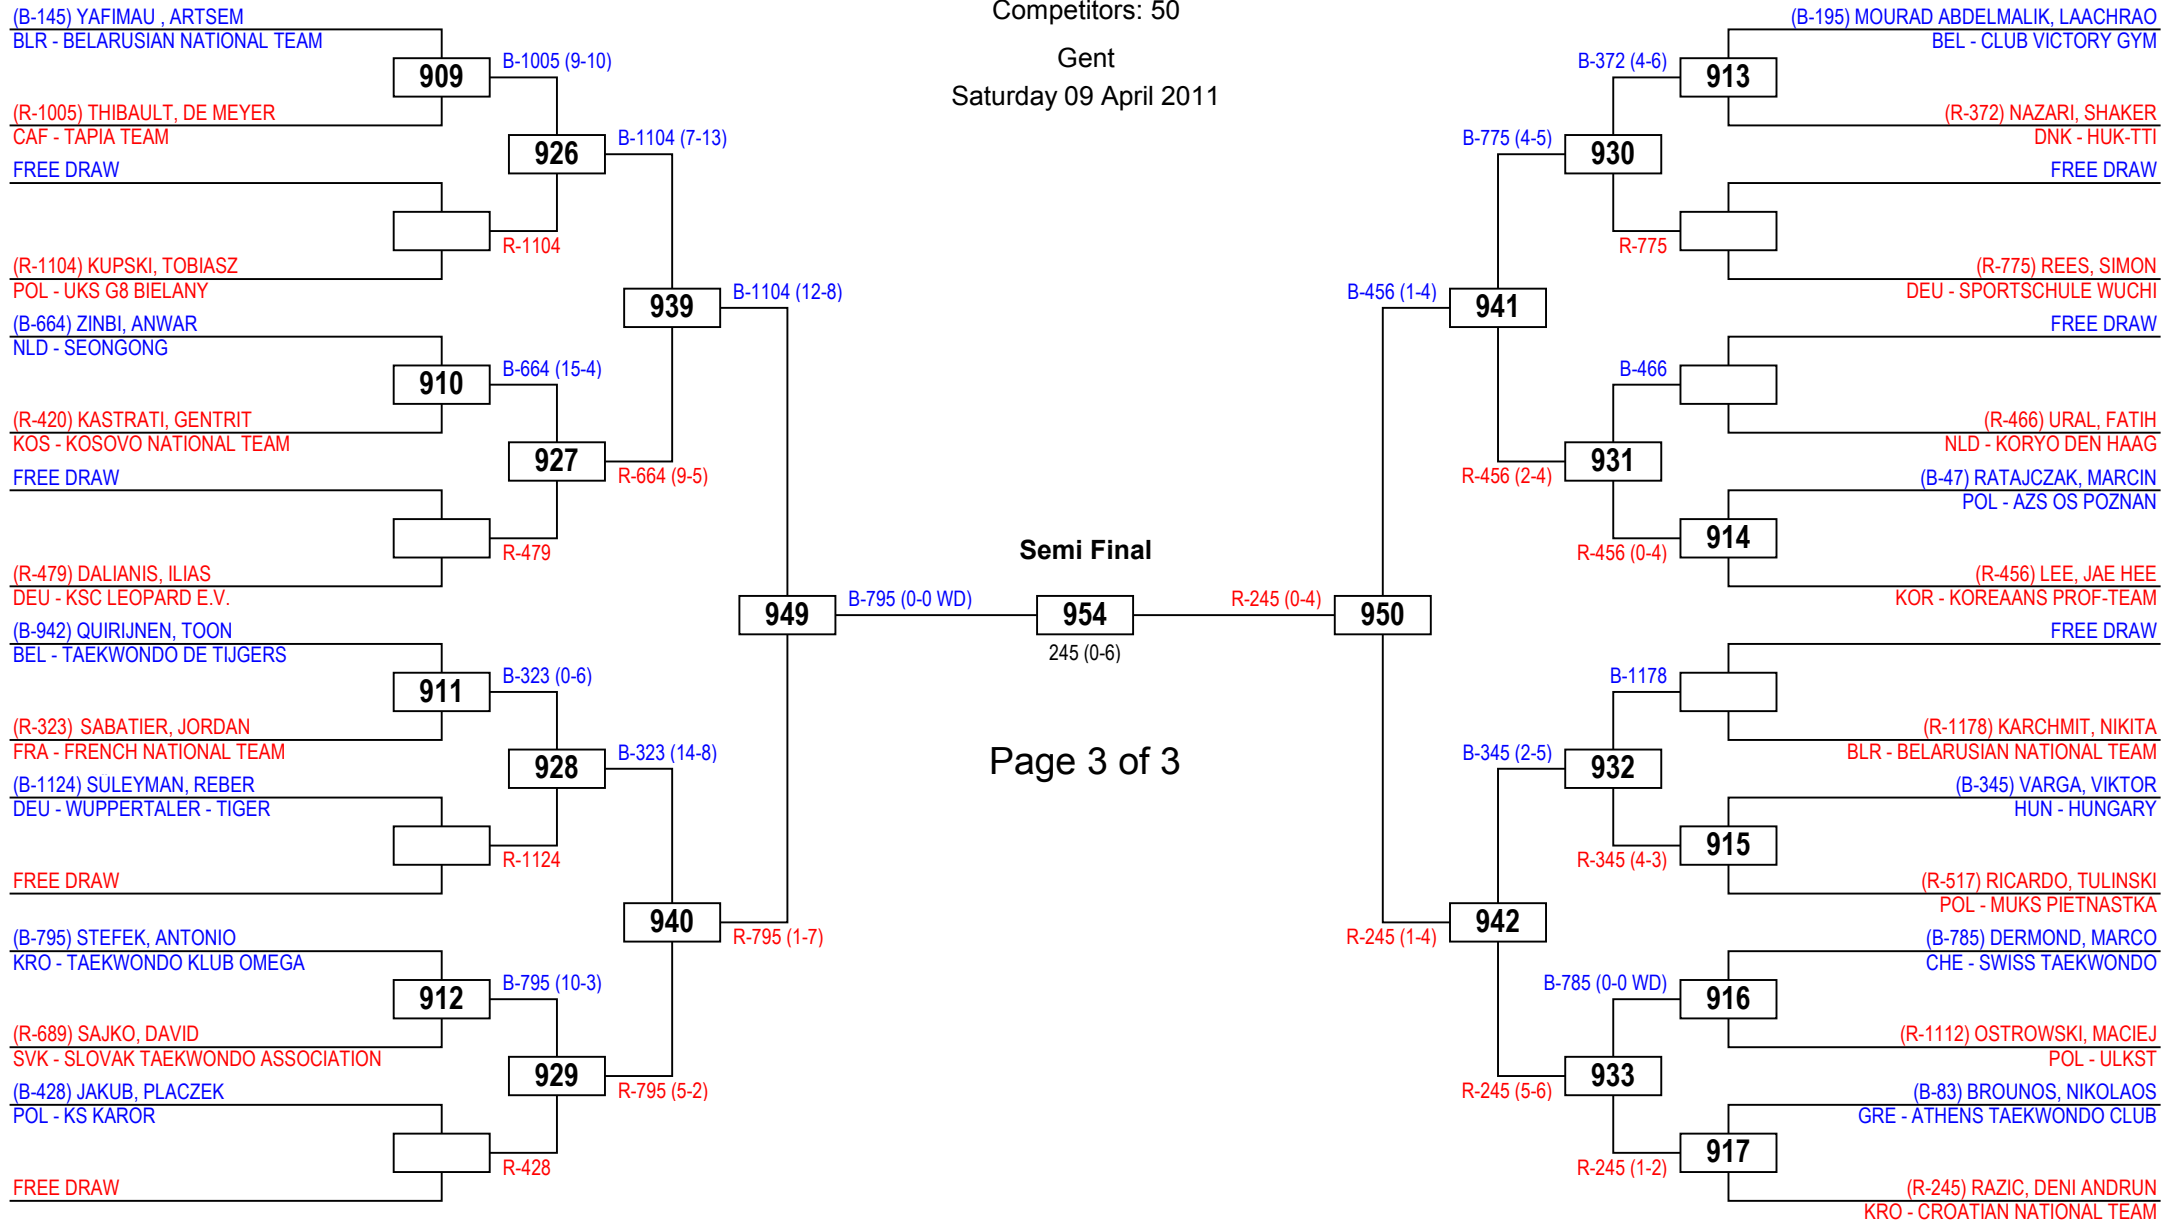 Competitors: 50
Gent
Saturday 09 April 2011
(B-145) YAFIMAU , ARTSEM
BLR - BELARUSIAN NATIONAL TEAM
909
B-1005 (9-10)
(R-1005) THIBAULT, DE MEYER
CAF - TAPIA TEAM
926
B-1104 (7-13)
FREE DRAW
R-1104
(R-1104) KUPSKI, TOBIASZ
POL - UKS G8 BIELANY
939
B-1104 (12-8)
(B-664) ZINBI, ANWAR
NLD - SEONGONG
910
B-664 (15-4)
(R-420) KASTRATI, GENTRIT
KOS - KOSOVO NATIONAL TEAM
927
R-664 (9-5)
FREE DRAW
R-479
(R-479) DALIANIS, ILIAS
DEU - KSC LEOPARD E.V.
949
B-795 (0-0 WD)
(B-942) QUIRIJNEN, TOON
BEL - TAEKWONDO DE TIJGERS
911
B-323 (0-6)
(R-323) SABATIER, JORDAN
FRA - FRENCH NATIONAL TEAM
928
B-323 (14-8)
(B-1124) SÜLEYMAN, REBER
DEU - WUPPERTALER - TIGER
R-1124
FREE DRAW
940
R-795 (1-7)
(B-795) STEFEK, ANTONIO
KRO - TAEKWONDO KLUB OMEGA
912
B-795 (10-3)
(R-689) SAJKO, DAVID
SVK - SLOVAK TAEKWONDO ASSOCIATION
929
R-795 (5-2)
(B-428) JAKUB, PLACZEK
POL - KS KAROR
R-428
FREE DRAW
Semi Final
954
245 (0-6)
Page 3 of 3
(B-195) MOURAD ABDELMALIK, LAACHRAO
BEL - CLUB VICTORY GYM
B-372 (4-6)
913
(R-372) NAZARI, SHAKER
DNK - HUK-TTI
B-775 (4-5)
930
FREE DRAW
R-775
(R-775) REES, SIMON
DEU - SPORTSCHULE WUCHI
B-456 (1-4)
941
FREE DRAW
B-466
(R-466) URAL, FATIH
NLD - KORYO DEN HAAG
R-456 (2-4)
931
(B-47) RATAJCZAK, MARCIN
POL - AZS OS POZNAN
R-456 (0-4)
914
(R-456) LEE, JAE HEE
KOR - KOREAANS PROF-TEAM
R-245 (0-4)
950
FREE DRAW
B-1178
(R-1178) KARCHMIT, NIKITA
BLR - BELARUSIAN NATIONAL TEAM
B-345 (2-5)
932
(B-345) VARGA, VIKTOR
HUN - HUNGARY
R-345 (4-3)
915
(R-517) RICARDO, TULINSKI
POL - MUKS PIETNASTKA
R-245 (1-4)
942
(B-785) DERMOND, MARCO
CHE - SWISS TAEKWONDO
B-785 (0-0 WD)
916
(R-1112) OSTROWSKI, MACIEJ
POL - ULKST
R-245 (5-6)
933
(B-83) BROUNOS, NIKOLAOS
GRE - ATHENS TAEKWONDO CLUB
R-245 (1-2)
917
(R-245) RAZIC, DENI ANDRUN
KRO - CROATIAN NATIONAL TEAM